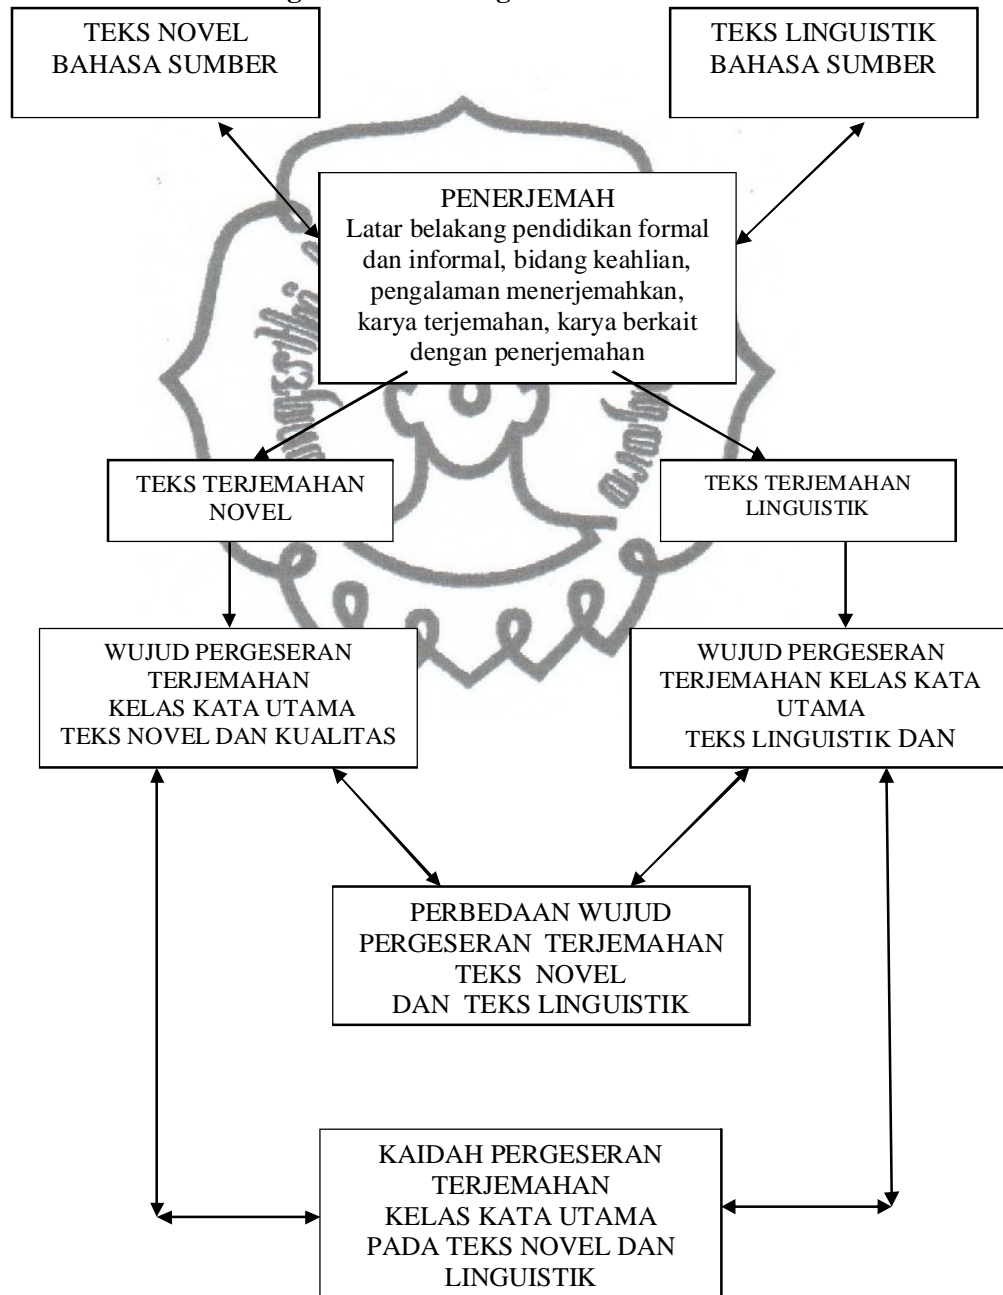 TEKS NOVEL
BAHASA SUMBER
TEKS LINGUISTIK
BAHASA SUMBER
PENERJEMAH
Latar belakang pendidikan formal
dan informal, bidang keahlian,
pengalaman menerjemahkan,
karya terjemahan, karya berkait
dengan penerjemahan
TEKS TERJEMAHAN
NOVEL
TEKS TERJEMAHAN
LINGUISTIK
WUJUD PERGESERAN
TERJEMAHAN
KELAS KATA UTAMA
TEKS NOVEL DAN KUALITAS
WUJUD PERGESERAN
TERJEMAHAN KELAS KATA
UTAMA
TEKS LINGUISTIK DAN
PERBEDAAN WUJUD
PERGESERAN TERJEMAHAN
TEKS NOVEL
DAN TEKS LINGUISTIK
KAIDAH PERGESERAN
TERJEMAHAN
KELAS KATA UTAMA
PADA TEKS NOVEL DAN
LINGUISTIK